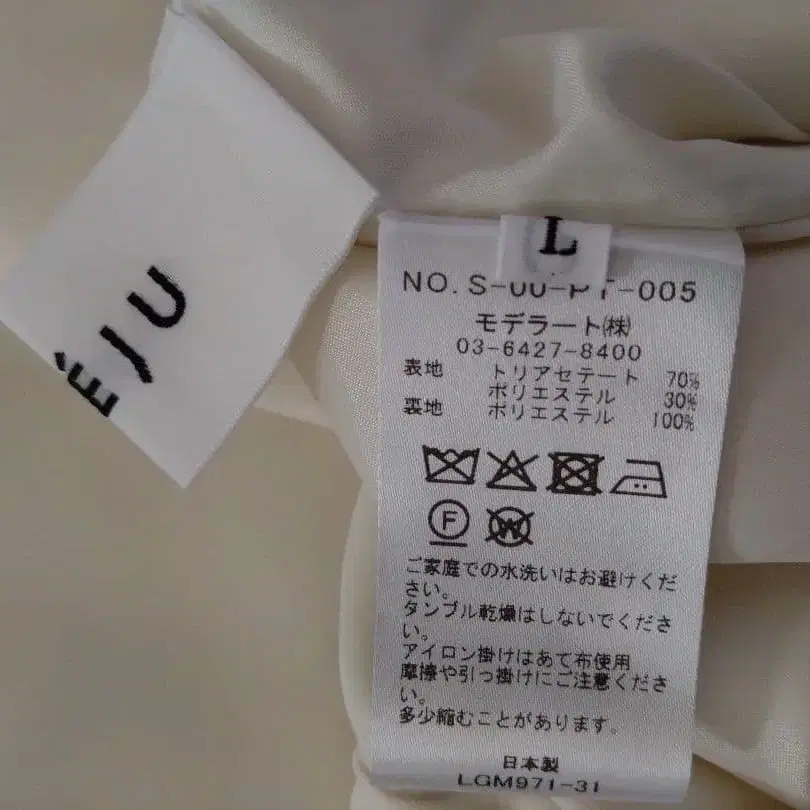 ÉJU
L
NO. S-00-PT-005
モデラート㈱
03-6427-8400
表地 トリアセテート 70%
ポリエステル 30%
裏地 ポリエステル 100%
F
W
ご家庭での水洗いはお避けくだ
さい。
タンブル乾燥はしないでくださ
い。
アイロン掛けはあて布使用
摩擦や引っ掛けにご注意くださ
い。
多少縮むことがあります。
日本製
LGM971-31